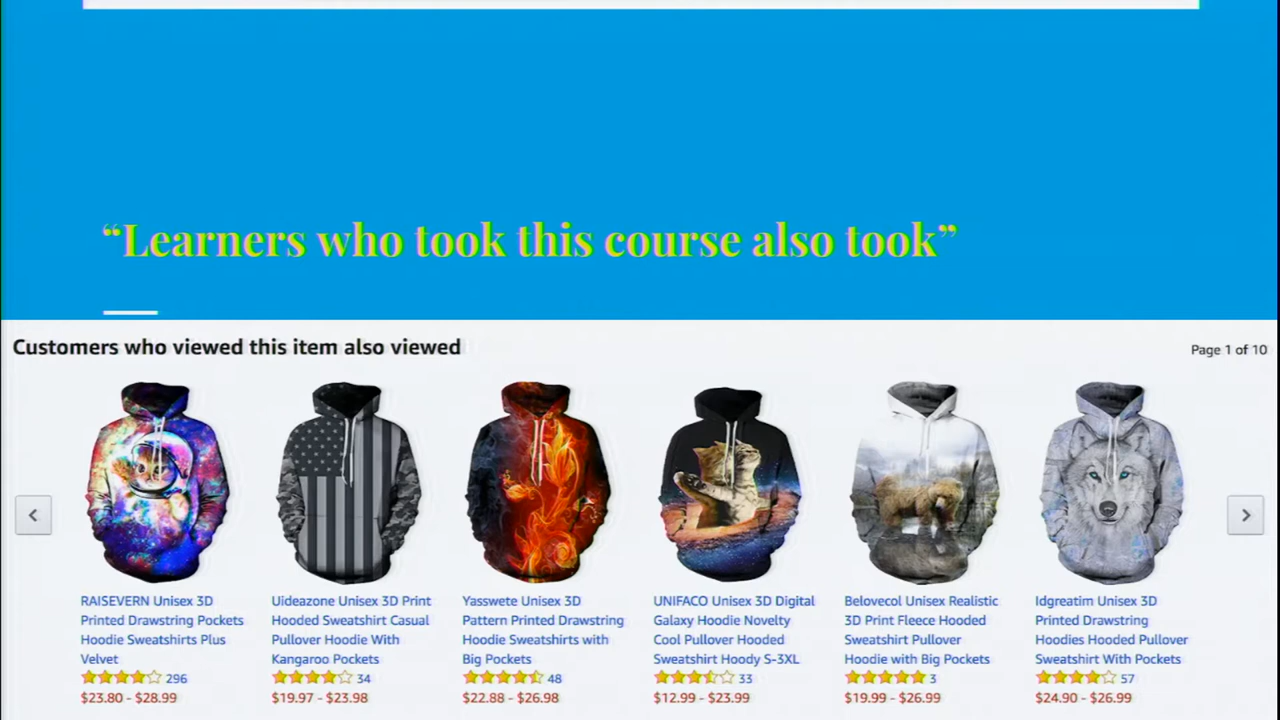 “Learners who took this course also took”
Customers who viewed this item also viewed
Page 1 of 10
RAISEVERN Unisex 3D
Printed Drawstring Pockets
Hoodie Sweatshirts Plus
Velvet
296
$23.80 - $28.99
Uideazone Unisex 3D Print
Hooded Sweatshirt Casual
Pullover Hoodie With
Kangaroo Pockets
34
$19.97 - $23.98
Yasswete Unisex 3D
Pattern Printed Drawstring
Hoodie Sweatshirts with
Big Pockets
48
$22.88 - $26.98
UNIFACO Unisex 3D Digital
Galaxy Hoodie Novelty
Cool Pullover Hooded
Sweatshirt Hoody S-3XL
33
$12.99 - $23.99
Belovecol Unisex Realistic
3D Print Fleece Hooded
Sweatshirt Pullover
Hoodie with Big Pockets
3
$19.99 - $26.99
Idgreatim Unisex 3D
Printed Drawstring
Hoodies Hooded Pullover
Sweatshirt With Pockets
57
$24.90 - $26.99